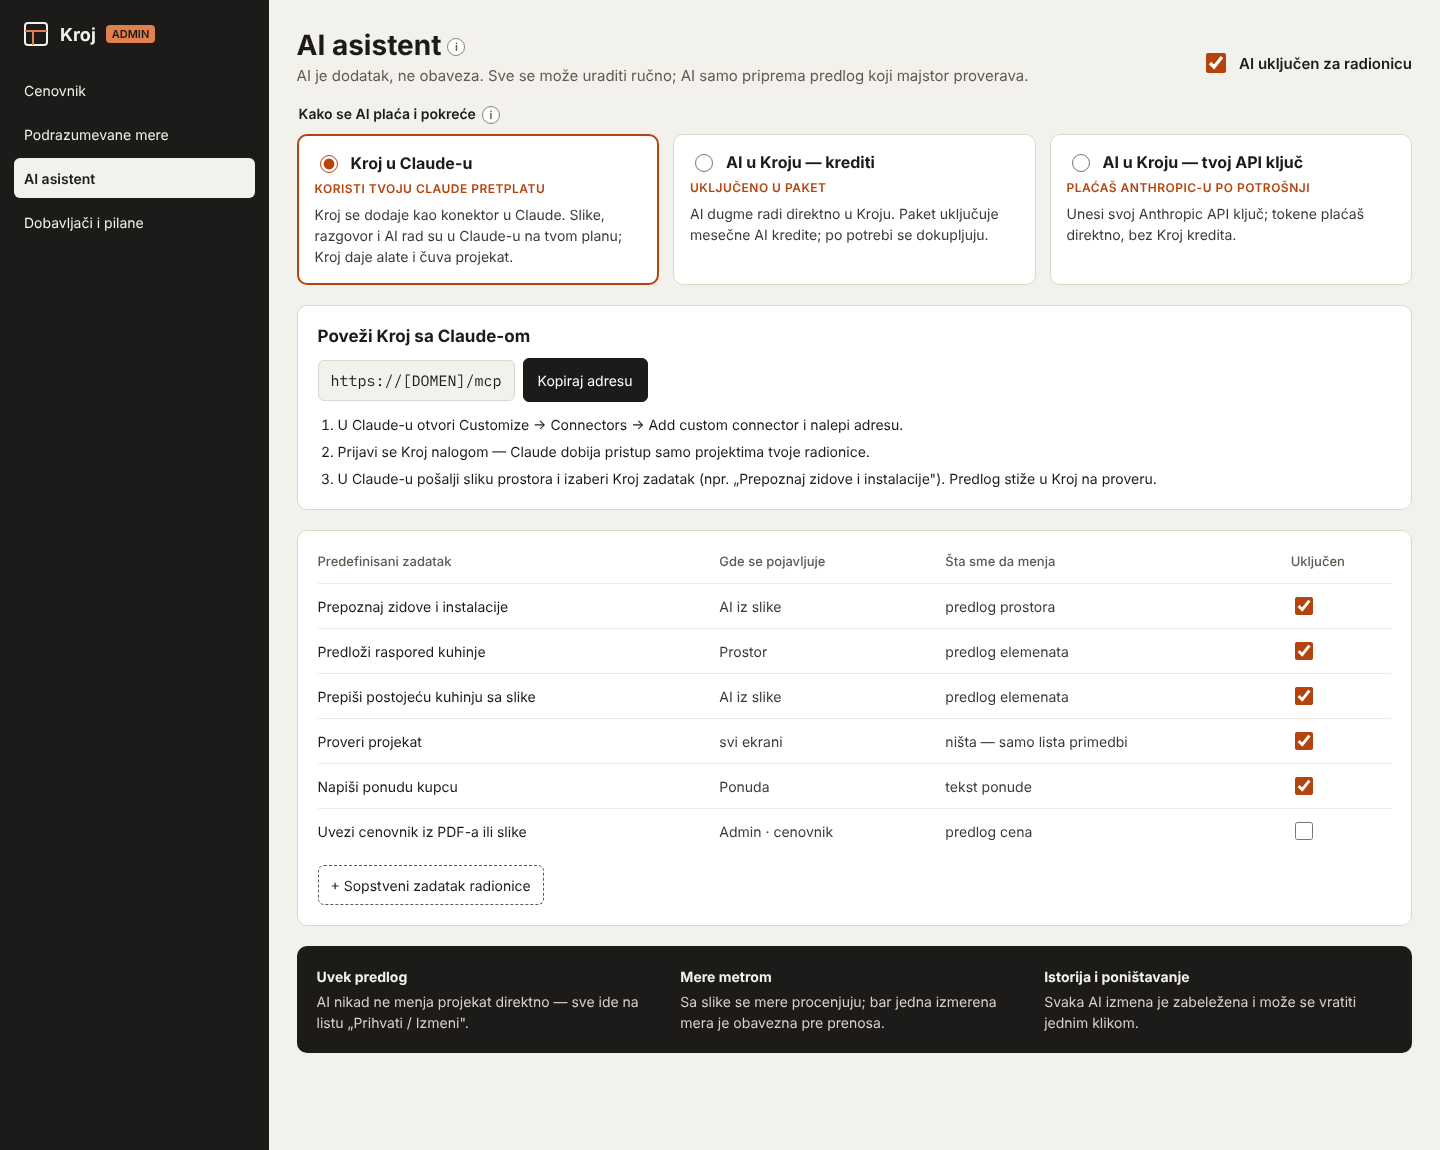 Kroj ADMIN
Cenovnik
Podrazumevane mere
AI asistent
Dobavljači i pilane
AI asistent i
AI je dodatak, ne obaveza. Sve se može uraditi ručno; AI samo priprema predlog koji majstor proverava.
AI uključen za radionicu
Kako se AI plaća i pokreće i
Kroj u Claude-u
KORISTI TVOJU CLAUDE PRETPLATU
Kroj se dodaje kao konektor u Claude. Slike,
razgovor i AI rad su u Claude-u na tvom planu;
Kroj daje alate i čuva projekat.
AI u Kroju — krediti
UKLJUČENO U PAKET
AI dugme radi direktno u Kroju. Paket uključuje
mesečne AI kredite; po potrebi se dokupljuju.
AI u Kroju — tvoj API ključ
PLAĆAŠ ANTHROPIC-U PO POTROŠNJI
Unesi svoj Anthropic API ključ; tokene plaćaš
direktno, bez Kroj kredita.
Poveži Kroj sa Claude-om
https://[DOMEN]/mcp
Kopiraj adresu
1. U Claude-u otvori Customize → Connectors → Add custom connector i nalepi adresu.
2. Prijavi se Kroj nalogom — Claude dobija pristup samo projektima tvoje radionice.
3. U Claude-u pošalji sliku prostora i izaberi Kroj zadatak (npr. „Prepoznaj zidove i instalacije"). Predlog stiže u Kroj na proveru.
Predefinisani zadatak Gde se pojavljuje Šta sme da menja Uključen
Prepoznaj zidove i instalacije AI iz slike predlog prostora
Predloži raspored kuhinje Prostor predlog elemenata
Prepiši postojeću kuhinju sa slike AI iz slike predlog elemenata
Proveri projekat svi ekrani ništa — samo lista primedbi
Napiši ponudu kupcu Ponuda tekst ponude
Uvezi cenovnik iz PDF-a ili slike Admin · cenovnik predlog cena
+ Sopstveni zadatak radionice
Uvek predlog
AI nikad ne menja projekat direktno — sve ide na
listu „Prihvati / Izmeni".
Mere metrom
Sa slike se mere procenjuju; bar jedna izmerena
mera je obavezna pre prenosa.
Istorija i poništavanje
Svaka AI izmena je zabeležena i može se vratiti
jednim klikom.